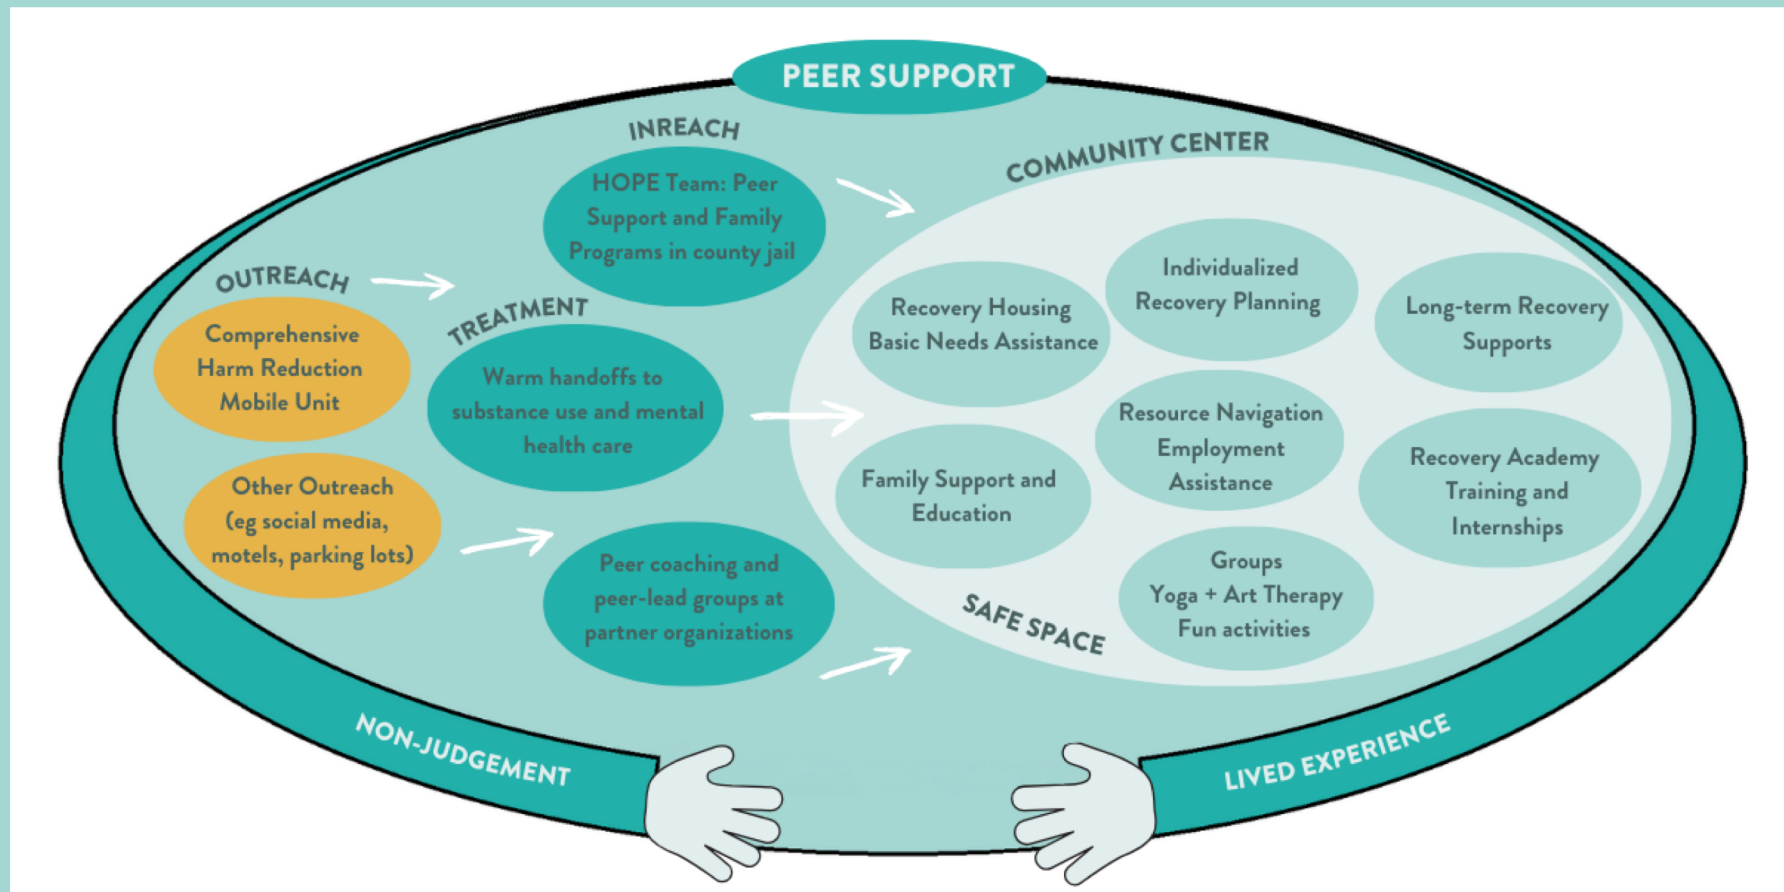 PEER SUPPORT
INREACH
HOPE Team: Peer
Support and Family
Programs in county jail
OUTREACH
Comprehensive
Harm Reduction
Mobile Unit
Other Outreach
(eg social media,
motels, parking lots)
TREATMENT
Warm handoffs to
substance use and mental
health care
Peer coaching and
peer-lead groups at
partner organizations
COMMUNITY CENTER
Recovery Housing
Basic Needs Assistance
Individualized
Recovery Planning
Long-term Recovery
Supports
Family Support and
Education
Resource Navigation
Employment
Assistance
Recovery Academy
Training and
Internships
Groups
Yoga + Art Therapy
Fun activities
SAFE SPACE
NON-JUDGEMENT
LIVED EXPERIENCE